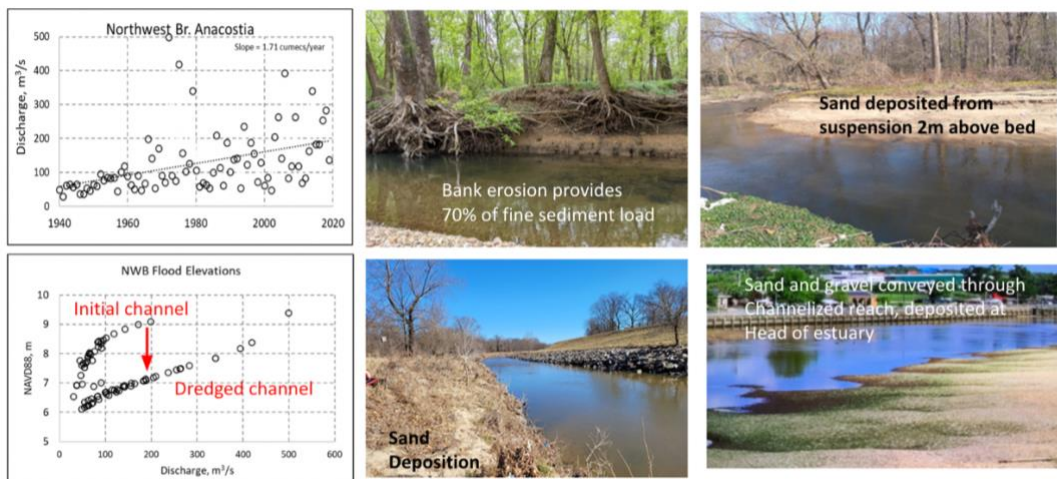 Northwest Br. Anacostia
Slope = 1.71 cumecs/year
Discharge, m³/s
500
400
300
200
100
0
1940
1960
1980
2000
2020
Bank erosion provides
70% of fine sediment load
Sand deposited from
suspension 2m above bed
NWB Flood Elevations
Initial channel
Dredged channel
NAVD88, m
10
9
8
7
6
5
0
100
200
300
400
500
600
Discharge, m³/s
Sand
Deposition
Sand and gravel conveyed through
Channelized reach, deposited at
Head of estuary